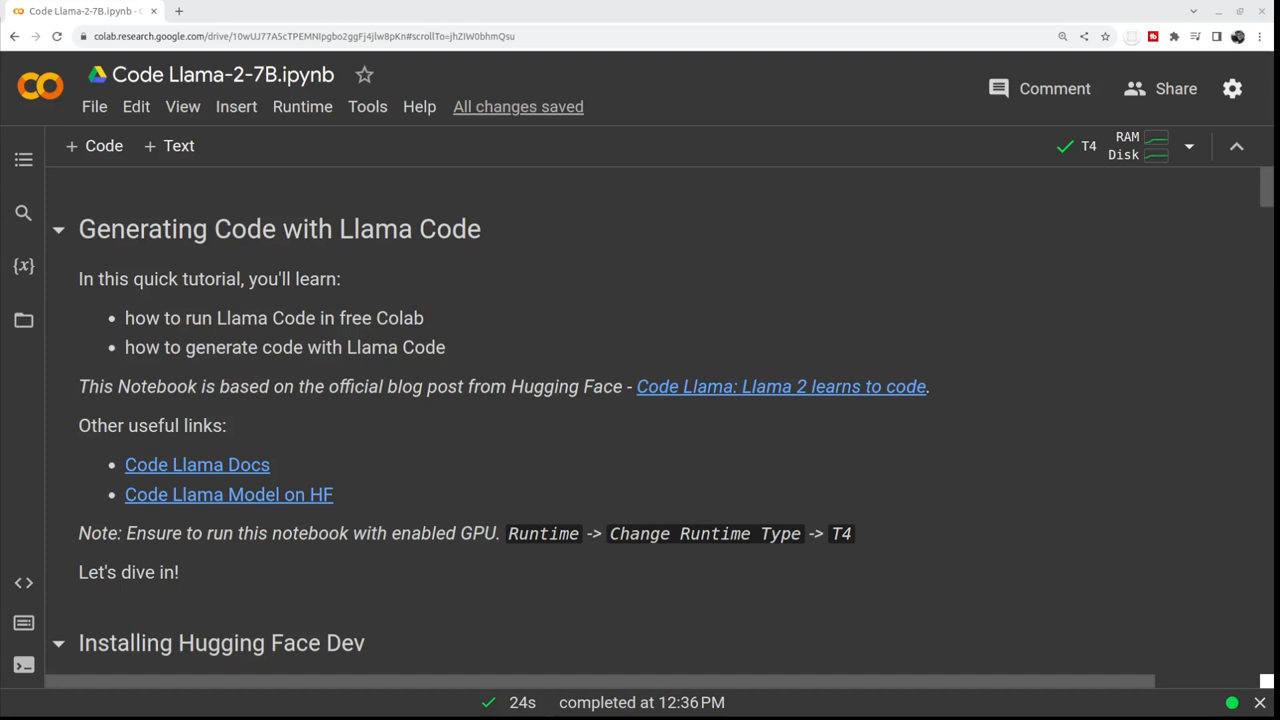 Code Llama-2-7B.ipynb - C
colab.research.google.com/drive/10wUJ77A5cTPEMNIpgbo2ggFj4jlw8pKn#scrollTo=jhZIW0bhmQsu
Code Llama-2-7B.ipynb
File Edit View Insert Runtime Tools Help All changes saved
Comment Share
+ Code + Text
T4 RAM
Disk
Generating Code with Llama Code
In this quick tutorial, you'll learn:
• how to run Llama Code in free Colab
• how to generate code with Llama Code
This Notebook is based on the official blog post from Hugging Face - Code Llama: Llama 2 learns to code.
Other useful links:
• Code Llama Docs
• Code Llama Model on HF
Note: Ensure to run this notebook with enabled GPU. Runtime -> Change Runtime Type -> T4
Let's dive in!
Installing Hugging Face Dev
24s completed at 12:36 PM